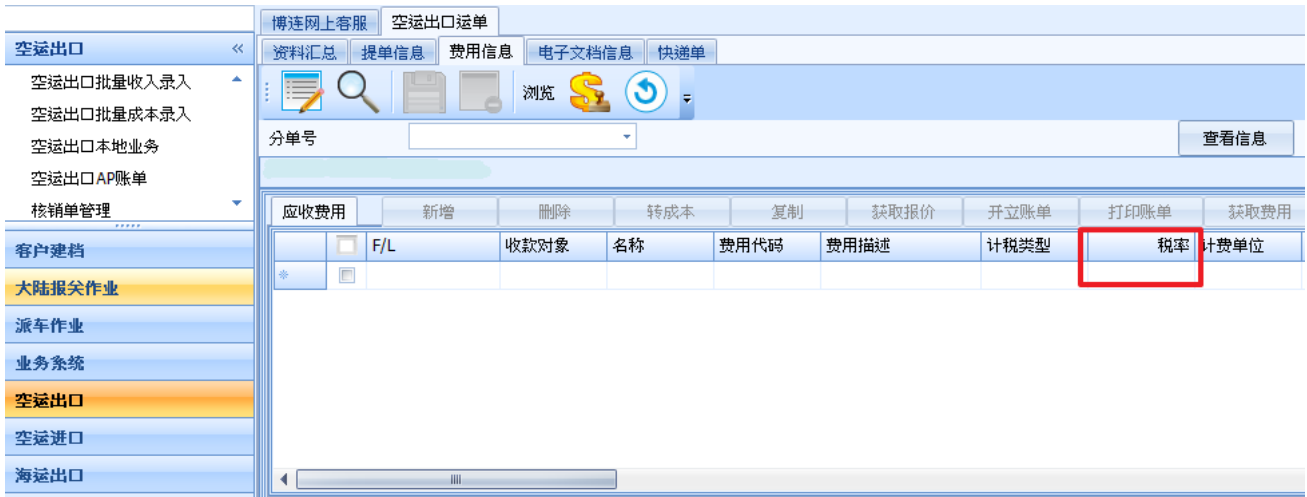 博连网上客服 空运出口运单
空运出口 «
资料汇总 提单信息 费用信息 电子文档信息 快递单
空运出口批量收入录入
空运出口批量成本录入
空运出口本地业务
空运出口AP账单
核销单管理
客户建档
大陆报关作业
派车作业
业务系统
空运出口
空运进口
海运出口
浏览
分单号 查看信息
应收费用 新增 删除 转成本 复制 获取报价 开立账单 打印账单 获取费用
F/L 收款对象 名称 费用代码 费用描述 计税类型 税率 计费单位